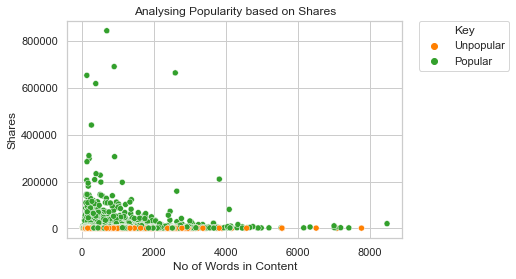 Analysing Popularity based on Shares
Key
Unpopular
Popular
800000
600000
400000
200000
0
Shares
0 2000 4000 6000 8000
No of Words in Content